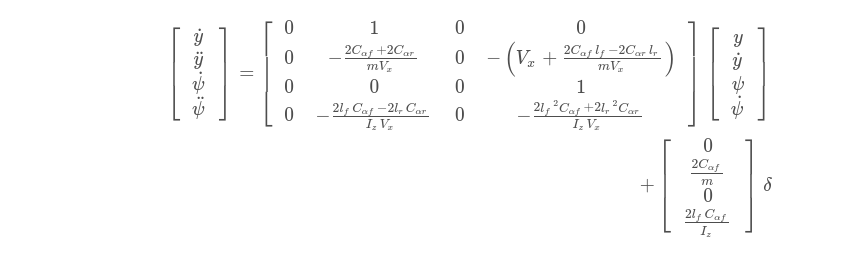 [ẏ ÿ ψ̇ ψ̈] = [0 1 0 0; 0 −(2C_αf + 2C_αr)/(mV_x) 0 −(V_x + (2C_αf l_f − 2C_αr l_r)/(mV_x)); 0 0 0 1; 0 −(2l_f C_αf − 2l_r C_αr)/(I_z V_x) 0 −(2l_f² C_αf + 2l_r² C_αr)/(I_z V_x)] [y ẏ ψ ψ̇]
+ [0; 2C_αf/m; 0; 2l_f C_αf/I_z] δ